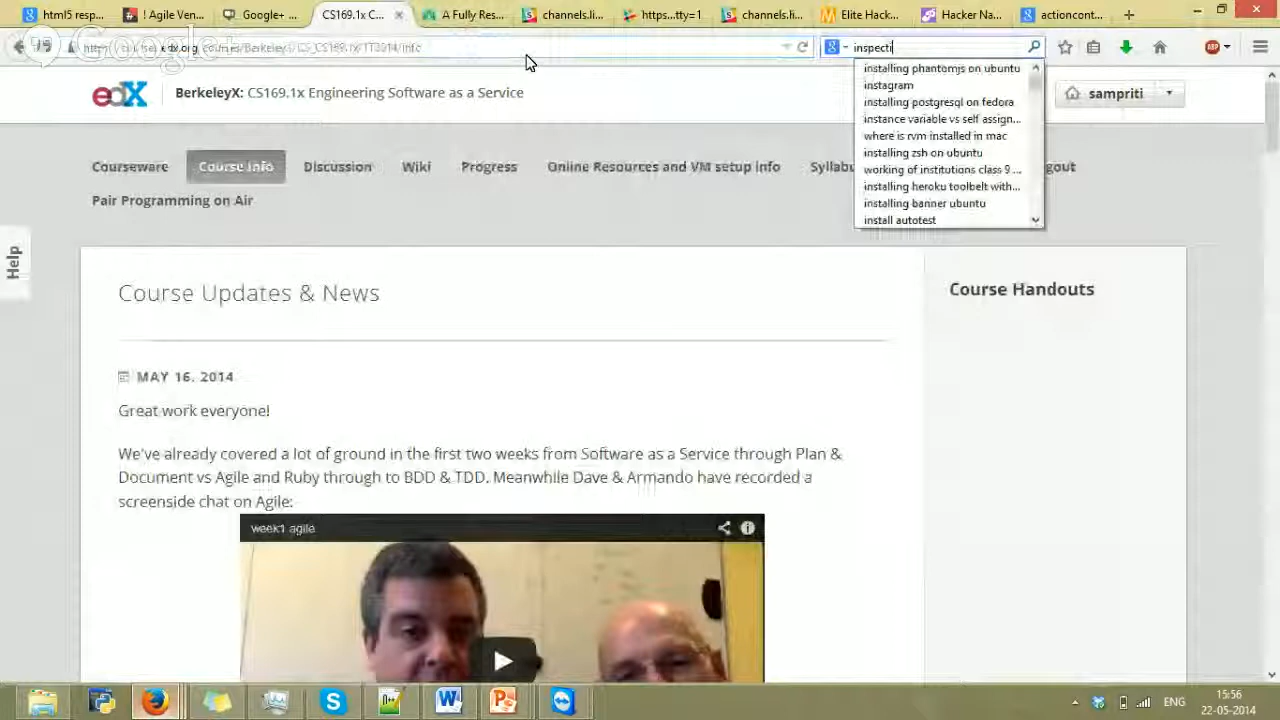 html5 resp...
! Agile Ven...
Google+ ...
CS169.1x C...
A Fully Res...
channels.li...
https...tty=1
channels.li...
Elite Hack...
Hacker Na...
actioncont...
inspecti
installing phantomjs on ubuntu
instagram
installing postgresql on fedora
instance variable vs self assign...
where is rvm installed in mac
installing zsh on ubuntu
working of institutions class 9 ...
installing heroku toolbelt with...
installing banner ubuntu
install autotest
edX
BerkeleyX: CS169.1x Engineering Software as a Service
sampriti
Courseware
Course Info
Discussion
Wiki
Progress
Online Resources and VM setup info
Syllabu
gout
Pair Programming on Air
Help
Course Updates & News
Course Handouts
MAY 16, 2014
Great work everyone!
We've already covered a lot of ground in the first two weeks from Software as a Service through Plan &
Document vs Agile and Ruby through to BDD & TDD. Meanwhile Dave & Armando have recorded a
screenside chat on Agile:
week1 agile
ENG
15:56
22-05-2014